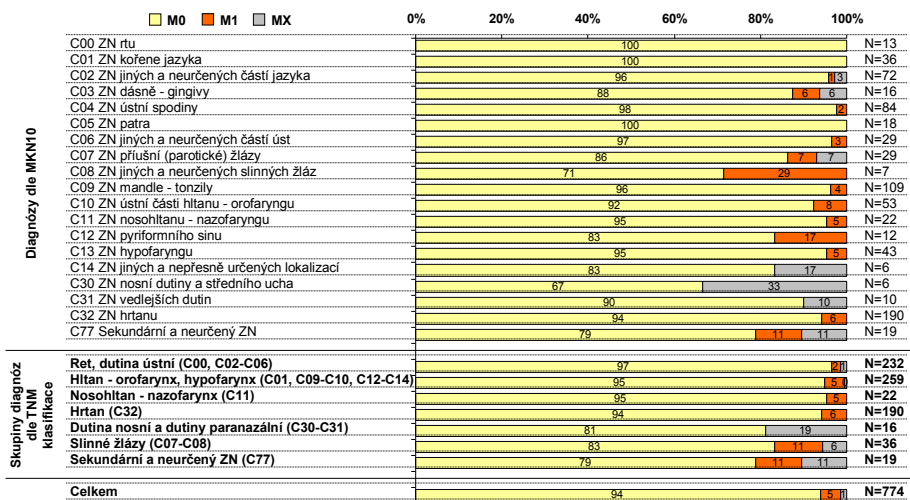 M0 M1 MX 0% 20% 40% 60% 80% 100%
Diagnózy dle MKN10
C00 ZN rtu 100 N=13
C01 ZN kořene jazyka 100 N=36
C02 ZN jiných a neurčených částí jazyka 96 1 3 N=72
C03 ZN dásně - gingivy 88 6 6 N=16
C04 ZN ústní spodiny 98 2 N=84
C05 ZN patra 100 N=18
C06 ZN jiných a neurčených částí úst 97 3 N=29
C07 ZN příušní (parotické) žlázy 86 7 7 N=29
C08 ZN jiných a neurčených slinných žláz 71 29 N=7
C09 ZN mandle - tonzily 96 4 N=109
C10 ZN ústní části hltanu - orofaryngu 92 8 N=53
C11 ZN nosohltanu - nazofaryngu 95 5 N=22
C12 ZN pyriformního sinu 83 17 N=12
C13 ZN hypofaryngu 95 5 N=43
C14 ZN jiných a nepřesně určených lokalizací 83 17 N=6
C30 ZN nosní dutiny a středního ucha 67 33 N=6
C31 ZN vedlejších dutin 90 10 N=10
C32 ZN hrtanu 94 6 N=190
C77 Sekundární a neurčený ZN 79 11 11 N=19
Skupiny diagnóz
dle TNM
klasifikace
Ret, dutina ústní (C00, C02-C06) 97 2 1 N=232
Hltan - orofarynx, hypofarynx (C01, C09-C10, C12-C14) 95 5 0 N=259
Nosohltan - nazofarynx (C11) 95 5 N=22
Hrtan (C32) 94 6 N=190
Dutina nosní a dutiny paranazální (C30-C31) 81 19 N=16
Slinné žlázy (C07-C08) 83 11 6 N=36
Sekundární a neurčený ZN (C77) 79 11 11 N=19
Celkem 94 5 1 N=774